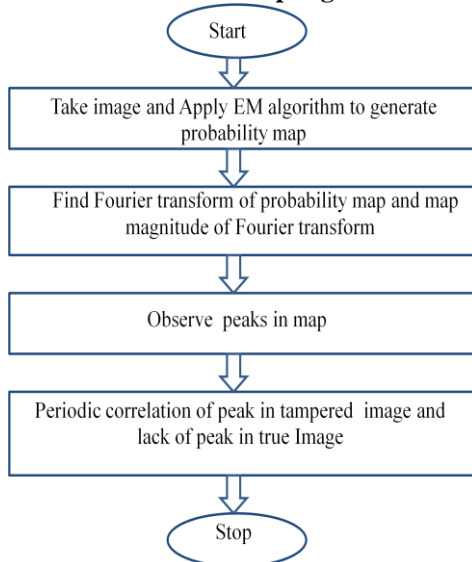 Start
Take image and Apply EM algorithm to generate
probability map
Find Fourier transform of probability map and map
magnitude of Fourier transform
Observe peaks in map
Periodic correlation of peak in tampered image and
lack of peak in true Image
Stop